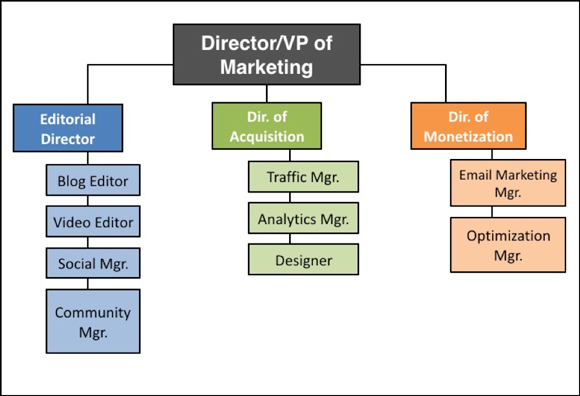 Director/VP of
Marketing
Editorial
Director
Blog Editor
Video Editor
Social Mgr.
Community
Mgr.
Dir. of
Acquisition
Traffic Mgr.
Analytics Mgr.
Designer
Dir. of
Monetization
Email Marketing
Mgr.
Optimization
Mgr.